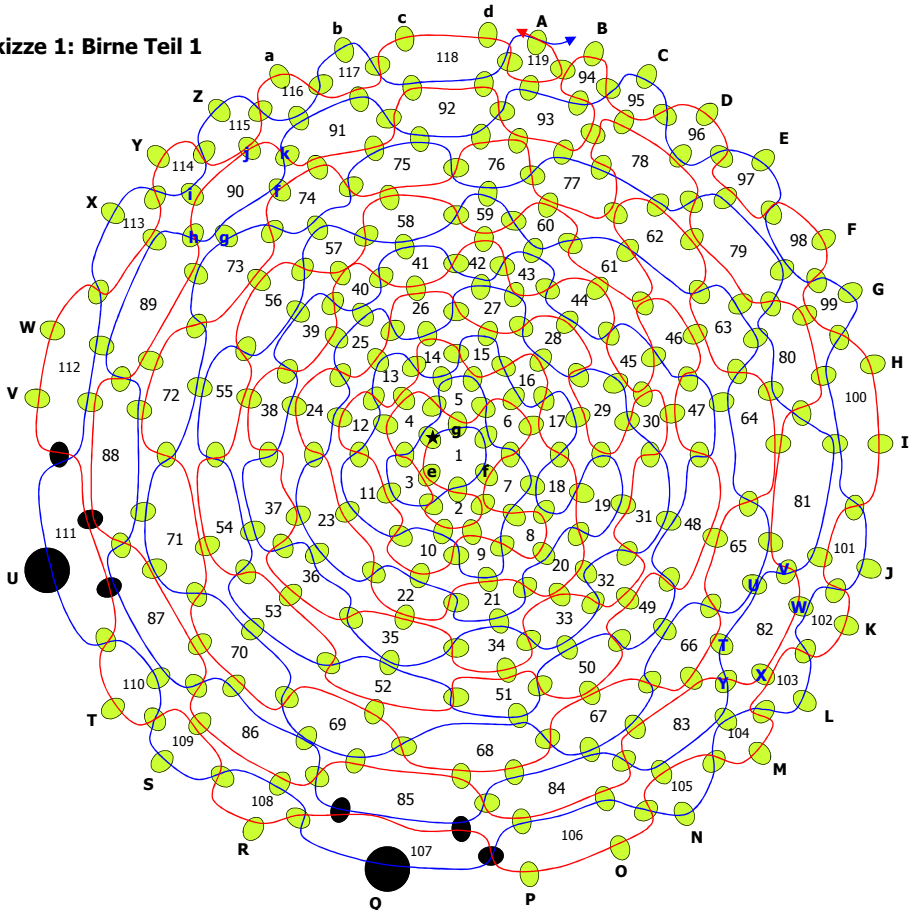 kizze 1: Birne Teil 1
b c d A B
118
117 119 94
a C
116 95
Z D
115 92 96
91 93
Y j k 75 76 78 E
114 97
X i 90 f 74 77
113 58 59 60 F
h g 57 62 79 98
73 41 42 43 61
89 56 40 26 27 44 G
99
W 39 25 28 46 63
112 14 15 45 80 H
V 72 55 38 24 13 16 100
12 4 5 6 17 29 30 47 64
88 g I
1
3 e f
11 2 7 18 19 81
111 71 54 37 23 31 48
10 9 8 65 101
U 36 20 V J
22 21 32 U
53 33 49 W 102
87 35 34 82 K
70 66 T
110 52 51 50 Y X 103
T 86 69 67 83 L
109 68 104
S M
108 85 84 105
R 107 106 N
O
Q P